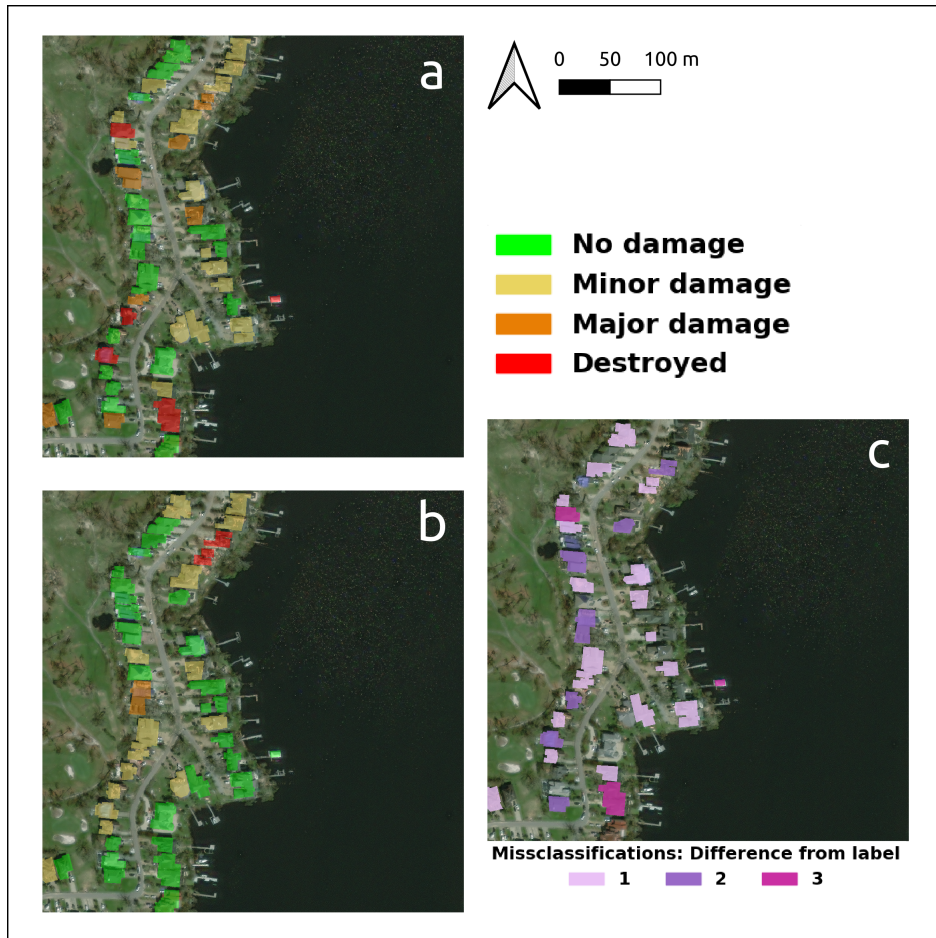 a
0 50 100 m
No damage
Minor damage
Major damage
Destroyed
b
c
Missclassifications: Difference from label
1 2 3